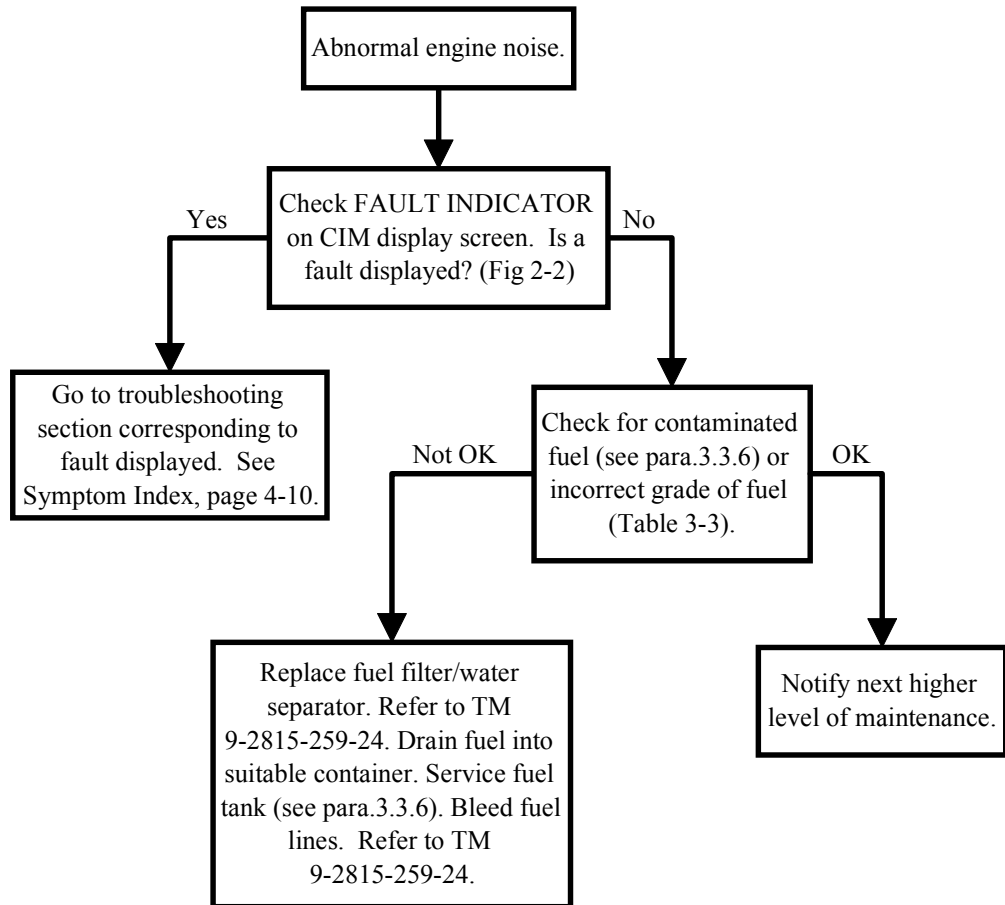 Abnormal engine noise.
Check FAULT INDICATOR
on CIM display screen.  Is a
fault displayed? (Fig 2-2)
Yes
No
Go to troubleshooting
section corresponding to
fault displayed.  See
Symptom Index, page 4-10.
Check for contaminated
fuel (see para.3.3.6) or
incorrect grade of fuel
(Table 3-3).
Not OK
OK
Replace fuel filter/water
separator. Refer to TM
9-2815-259-24. Drain fuel into
suitable container. Service fuel
tank (see para.3.3.6). Bleed fuel
lines.  Refer to TM
9-2815-259-24.
Notify next higher
level of maintenance.